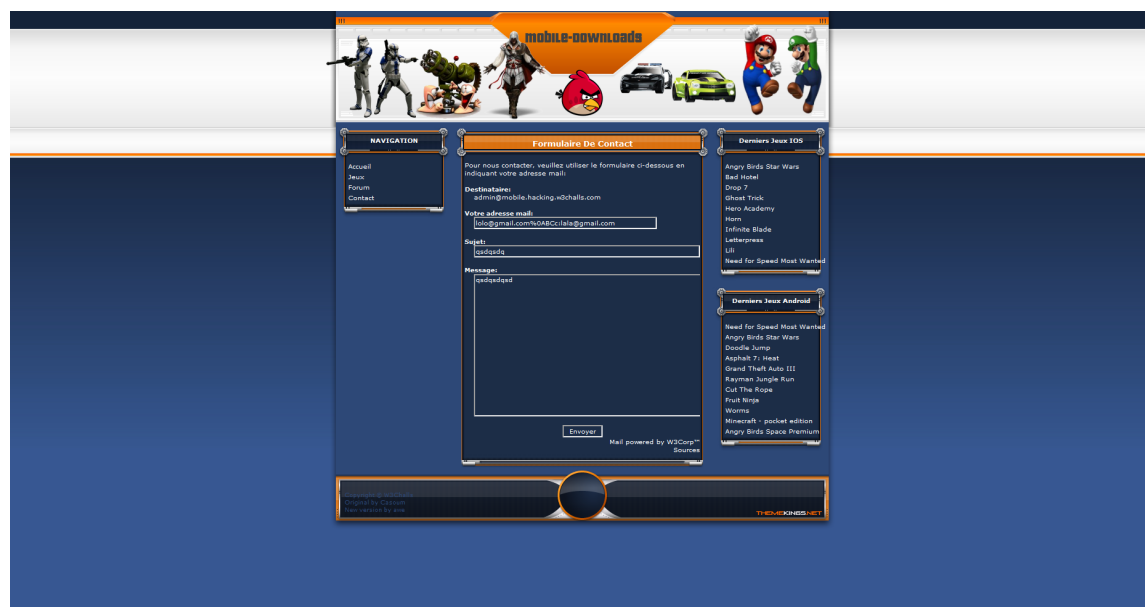 mobile-downloads
NAVIGATION
Accueil
Jeux
Forum
Contact
Formulaire De Contact
Pour nous contacter, veuillez utiliser le formulaire ci-dessous en
indiquant votre adresse mail:
Destinataire:
admin@mobile.hacking.w3challs.com
Votre adresse mail:
lolo@gmail.com%0ABCc:lala@gmail.com
Sujet:
qsdqsdq
Message:
qsdqsdqsd
Envoyer
Mail powered by W3Corp™
Sources
Derniers Jeux IOS
Angry Birds Star Wars
Bad Hotel
Drop 7
Ghost Trick
Hero Academy
Horn
Infinite Blade
Letterpress
Lili
Need for Speed Most Wanted
Derniers Jeux Android
Need for Speed Most Wanted
Angry Birds Star Wars
Doodle Jump
Asphalt 7: Heat
Grand Theft Auto III
Rayman Jungle Run
Cut The Rope
Fruit Ninja
Worms
Minecraft - pocket edition
Angry Birds Space Premium
Copyright © W3Challs
New version by awe
THEMEKINGS.NET